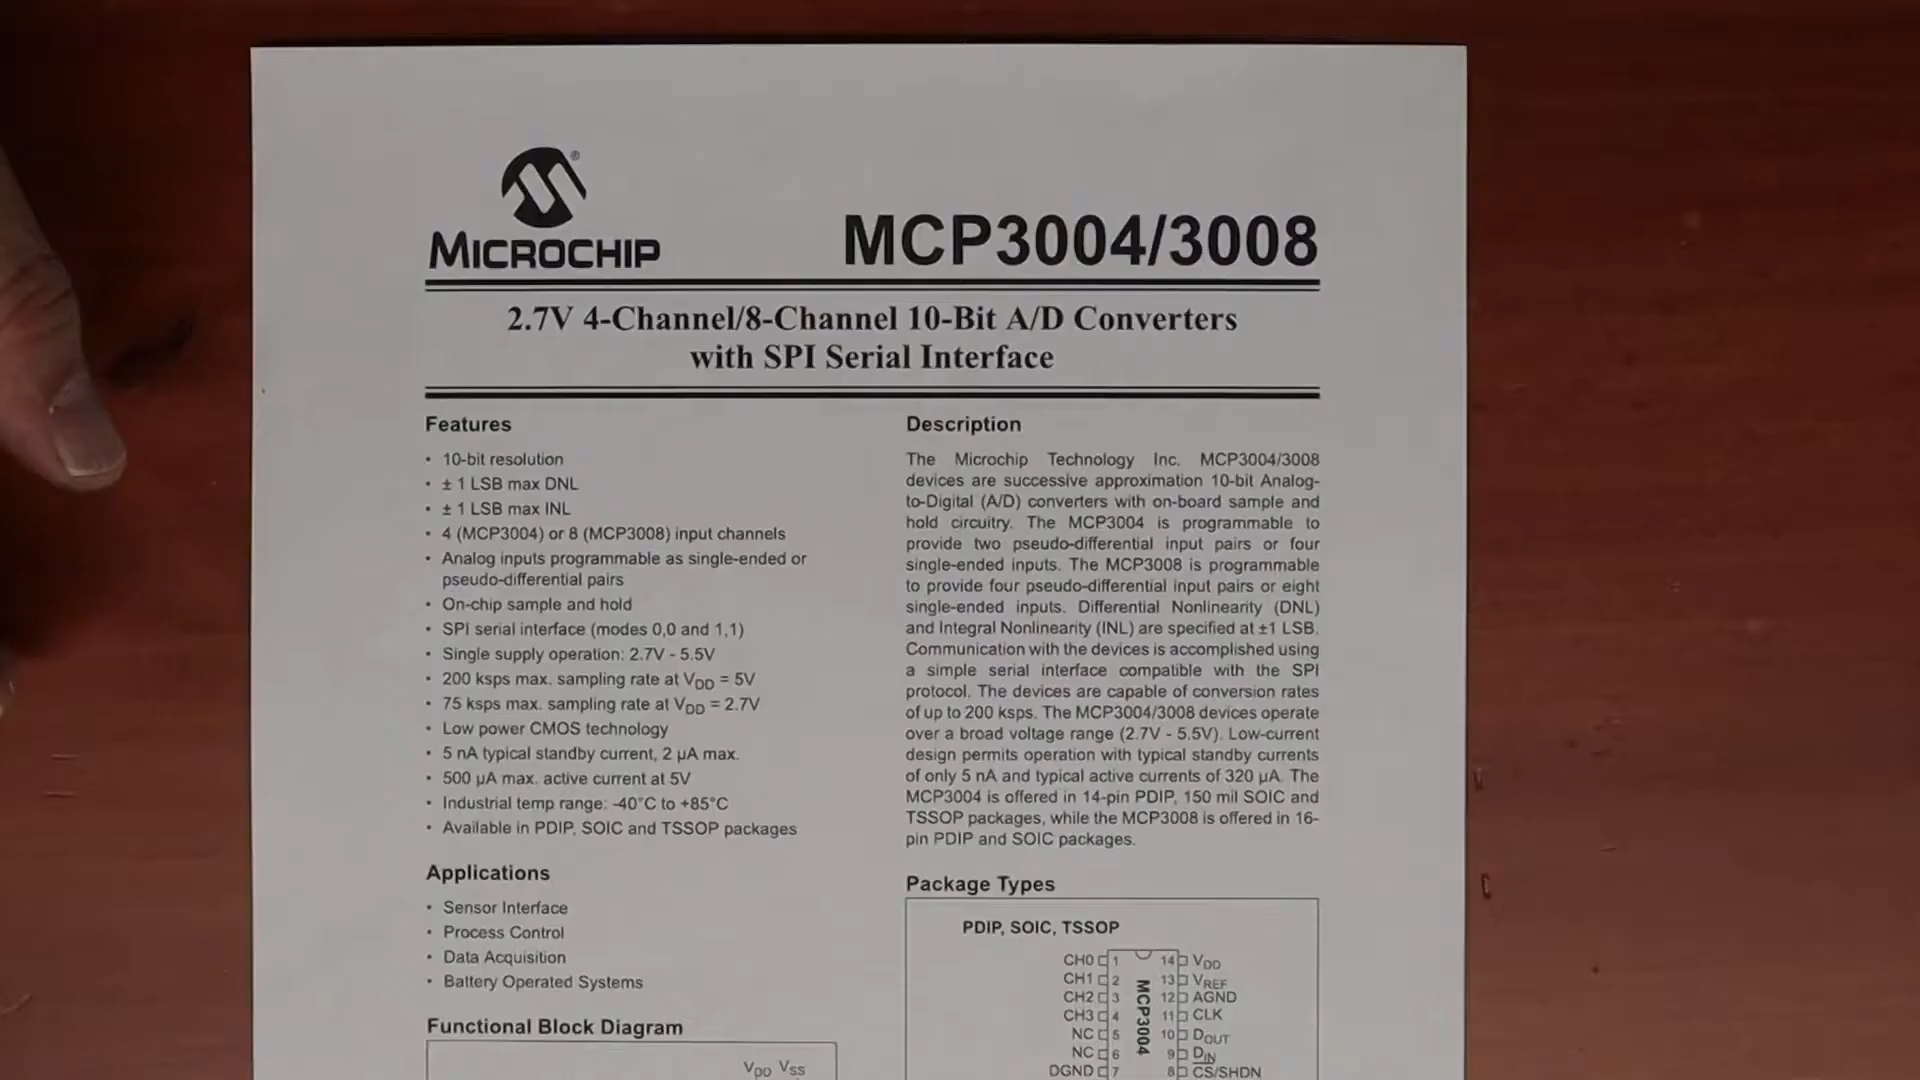 ®
MICROCHIP
MCP3004/3008
2.7V 4-Channel/8-Channel 10-Bit A/D Converters
with SPI Serial Interface
Features
• 10-bit resolution
• ± 1 LSB max DNL
• ± 1 LSB max INL
• 4 (MCP3004) or 8 (MCP3008) input channels
• Analog inputs programmable as single-ended or
pseudo-differential pairs
• On-chip sample and hold
• SPI serial interface (modes 0,0 and 1,1)
• Single supply operation: 2.7V - 5.5V
• 200 ksps max. sampling rate at VDD = 5V
• 75 ksps max. sampling rate at VDD = 2.7V
• Low power CMOS technology
• 5 nA typical standby current, 2 µA max.
• 500 µA max. active current at 5V
• Industrial temp range: -40°C to +85°C
• Available in PDIP, SOIC and TSSOP packages
Applications
• Sensor Interface
• Process Control
• Data Acquisition
• Battery Operated Systems
Functional Block Diagram
VDD VSS
Description
The Microchip Technology Inc. MCP3004/3008
devices are successive approximation 10-bit Analog-
to-Digital (A/D) converters with on-board sample and
hold circuitry. The MCP3004 is programmable to
provide two pseudo-differential input pairs or four
single-ended inputs. The MCP3008 is programmable
to provide four pseudo-differential input pairs or eight
single-ended inputs. Differential Nonlinearity (DNL)
and Integral Nonlinearity (INL) are specified at ±1 LSB.
Communication with the devices is accomplished using
a simple serial interface compatible with the SPI
protocol. The devices are capable of conversion rates
of up to 200 ksps. The MCP3004/3008 devices operate
over a broad voltage range (2.7V - 5.5V). Low-current
design permits operation with typical standby currents
of only 5 nA and typical active currents of 320 µA. The
MCP3004 is offered in 14-pin PDIP, 150 mil SOIC and
TSSOP packages, while the MCP3008 is offered in 16-
pin PDIP and SOIC packages.
Package Types
PDIP, SOIC, TSSOP
CH0 1 14 VDD
CH1 2 13 VREF
CH2 3 12 AGND
CH3 4 11 CLK
NC 5 10 DOUT
NC 6 9 DIN
DGND 7 8 CS/SHDN
MCP3004